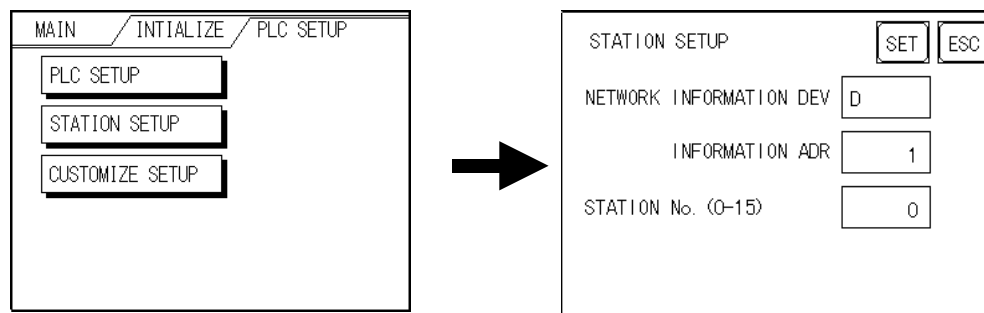 MAIN INTIALIZE PLC SETUP
PLC SETUP
STATION SETUP
CUSTOMIZE SETUP
STATION SETUP SET ESC
NETWORK INFORMATION DEV D
INFORMATION ADR 1
STATION No. (0-15) 0